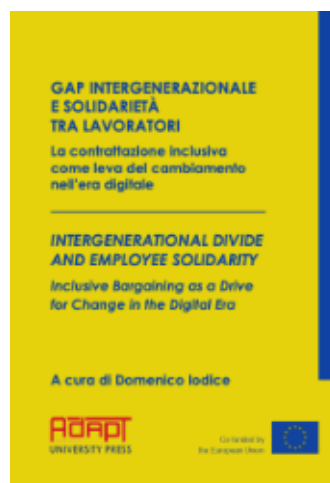 GAP INTERGENERAZIONALE
E SOLIDARIETÀ
TRA LAVORATORI
La contrattazione inclusiva
come leva del cambiamento
nell'era digitale
INTERGENERATIONAL DIVIDE
AND EMPLOYEE SOLIDARITY
Inclusive Bargaining as a Drive
for Change in the Digital Era
A cura di Domenico Iodice
ADAPT
UNIVERSITY PRESS
Co-funded by
the European Union